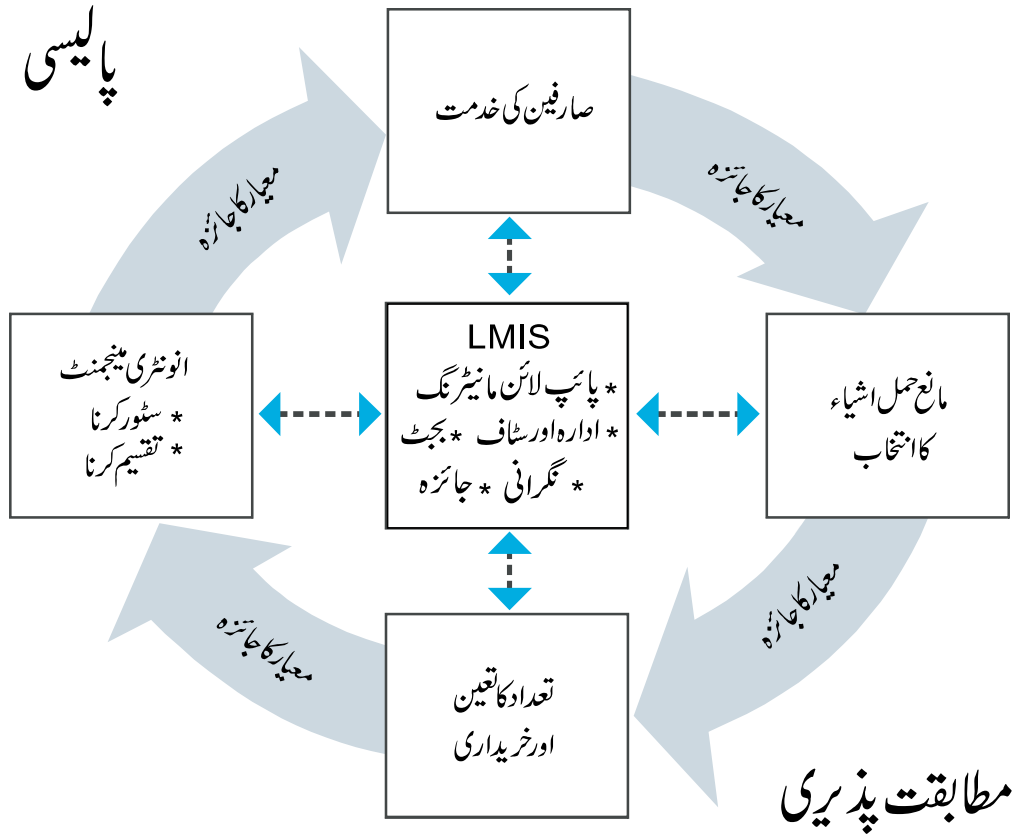 پالیسی
صارفین کی خدمت
معیار کا جائزہ
معیار کا جائزہ
انونٹری مینجمنٹ
* سٹور کرنا
* تقسیم کرنا
LMIS
* پائپ لائن مانیٹرنگ
* ادارہ اور سٹاف * بجٹ
* نگرانی * جائزہ
مانع حمل اشیاء
کا انتخاب
معیار کا جائزہ
معیار کا جائزہ
تعداد کا تعین
اور خریداری
مطابقت پذیری